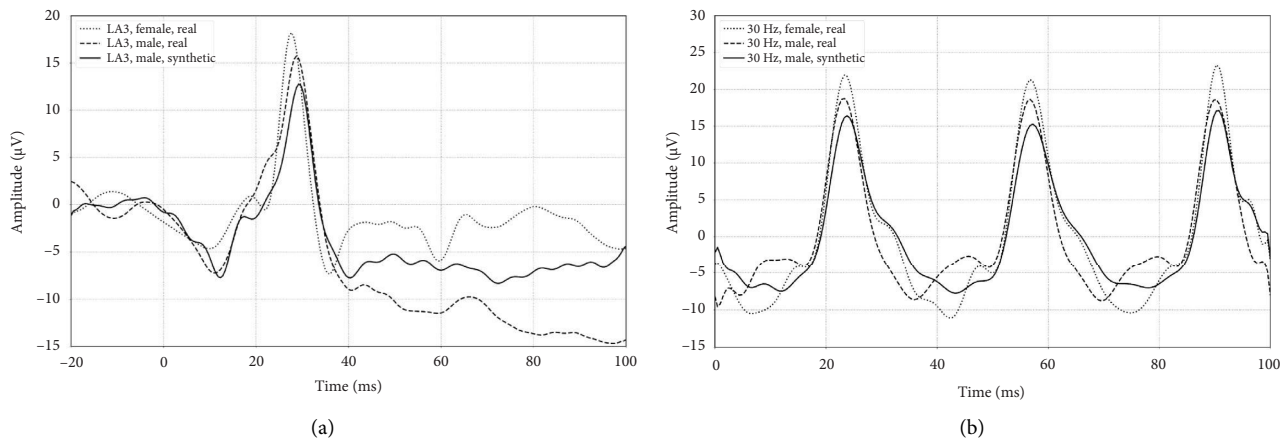 20
15
10
5
0
−5
−10
−15
−20
0
20
40
60
80
100
Amplitude (µV)
Time (ms)
LA3, female, real
LA3, male, real
LA3, male, synthetic
(a)
30
25
20
15
10
5
0
−5
−10
−15
0
20
40
60
80
100
Amplitude (µV)
Time (ms)
30 Hz, female, real
30 Hz, male, real
30 Hz, male, synthetic
(b)